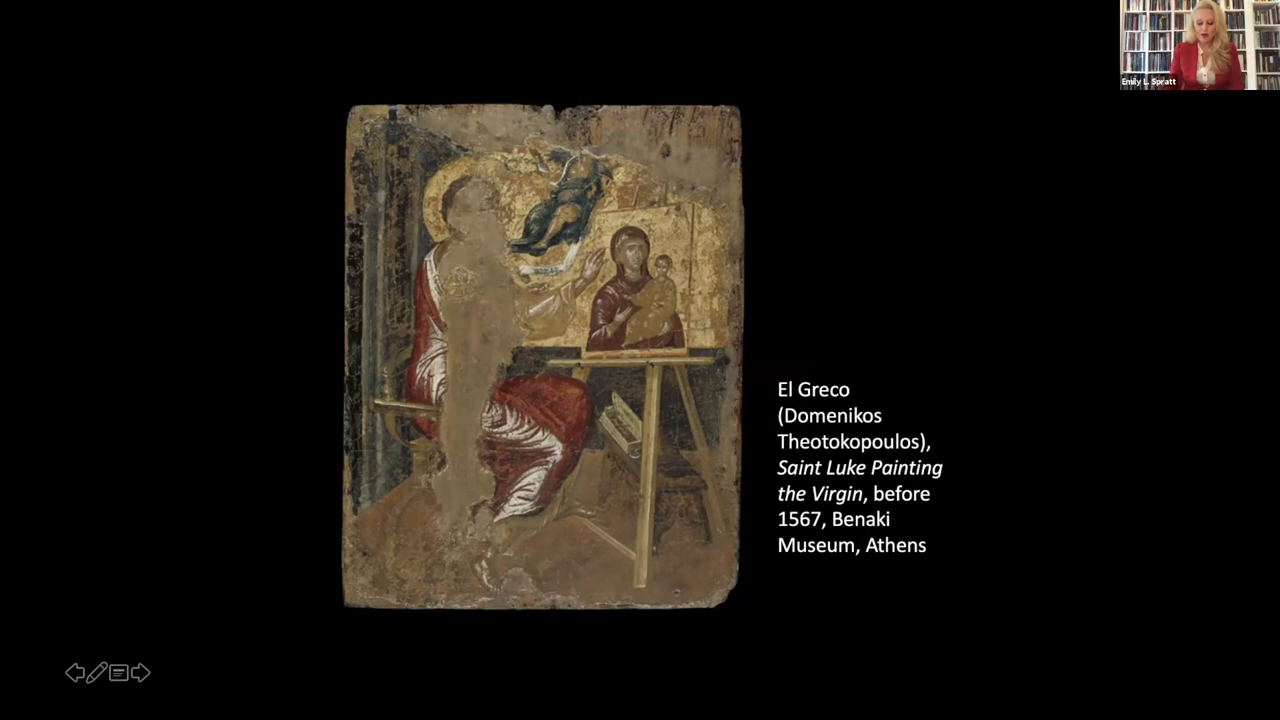 Emily L. Spratt
El Greco
(Domenikos
Theotokopoulos),
Saint Luke Painting
the Virgin, before
1567, Benaki
Museum, Athens